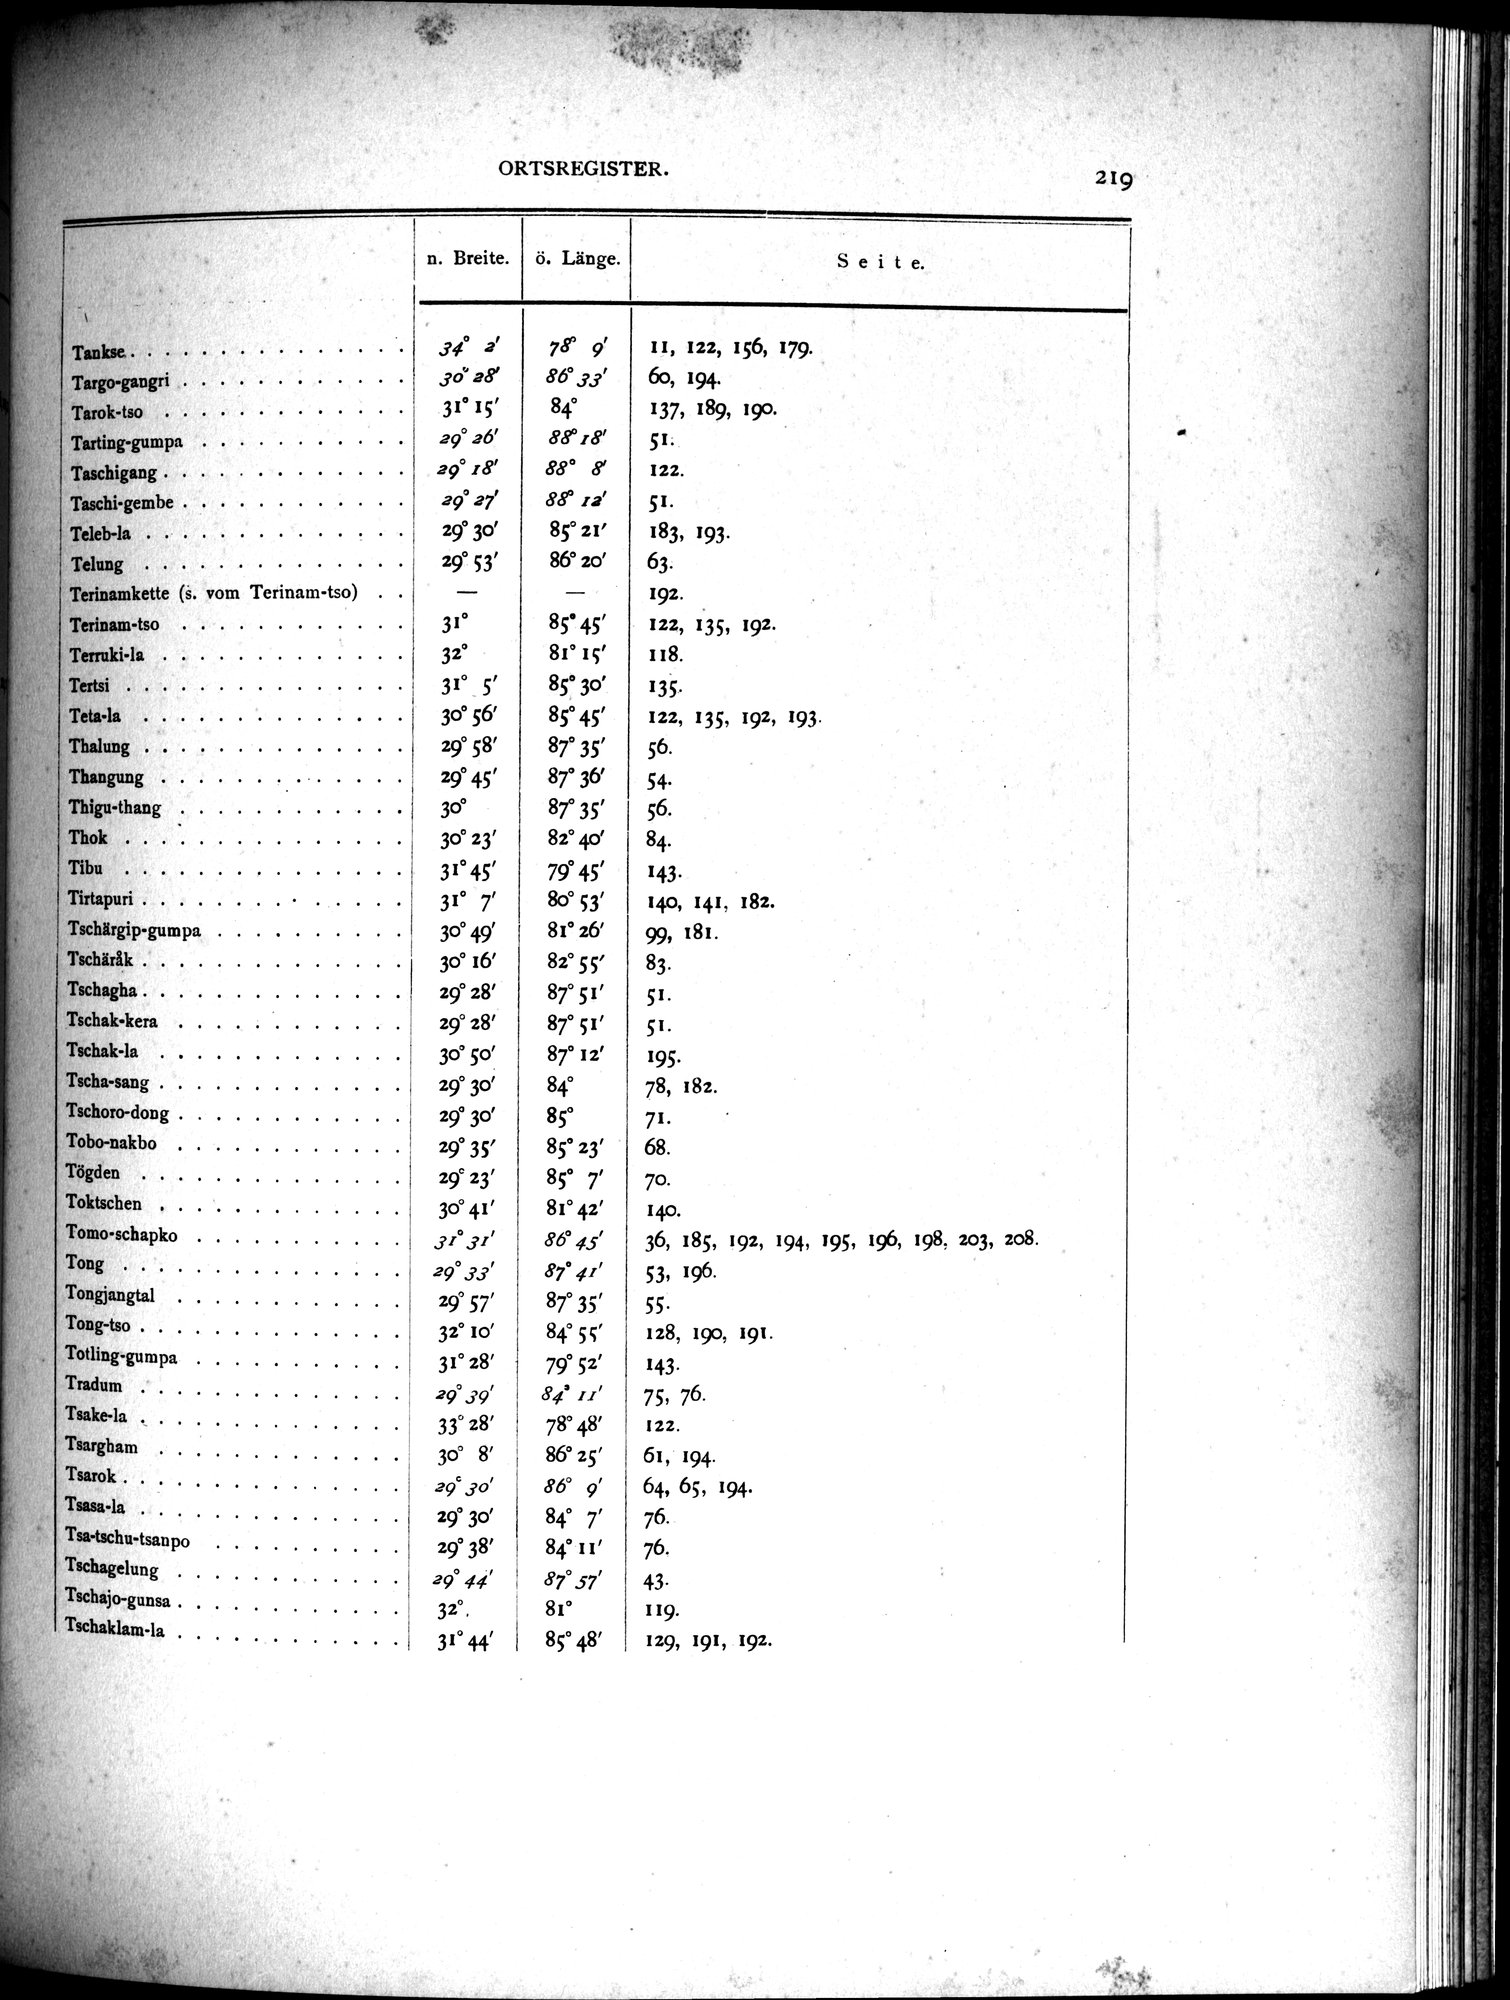 ORTSREGISTER.
219
n. Breite. ö. Länge. Seite.
Tankse . . . . . . . . . . . . . . . 34° 2′ 78° 9′ 11, 122, 156, 179.
Targo-gangri . . . . . . . . . . . . 30° 28′ 86° 33′ 60, 194.
Tarok-tso . . . . . . . . . . . . . 31° 15′ 84° 137, 189, 190.
Tarting-gumpa . . . . . . . . . . . 29° 26′ 88° 18′ 51.
Taschigang . . . . . . . . . . . . . 29° 18′ 88° 8′ 122.
Taschi-gembe . . . . . . . . . . . . 29° 27′ 88° 12′ 51.
Teleb-la . . . . . . . . . . . . . . 29° 30′ 85° 21′ 183, 193.
Telung . . . . . . . . . . . . . . 29° 53′ 86° 20′ 63.
Terinamkette (s. vom Terinam-tso) . . — — 192.
Terinam-tso . . . . . . . . . . . . 31° 85° 45′ 122, 135, 192.
Terruki-la . . . . . . . . . . . . . 32° 81° 15′ 118.
Tertsi . . . . . . . . . . . . . . . 31° 5′ 85° 30′ 135.
Teta-la . . . . . . . . . . . . . . 30° 56′ 85° 45′ 122, 135, 192, 193.
Thalung . . . . . . . . . . . . . . 29° 58′ 87° 35′ 56.
Thangung . . . . . . . . . . . . . 29° 45′ 87° 36′ 54.
Thigu-thang . . . . . . . . . . . . 30° 87° 35′ 56.
Thok . . . . . . . . . . . . . . . 30° 23′ 82° 40′ 84.
Tibu . . . . . . . . . . . . . . . 31° 45′ 79° 45′ 143.
Tirtapuri . . . . . . . . . . . . . . 31° 7′ 80° 53′ 140, 141, 182.
Tschärgip-gumpa . . . . . . . . . . 30° 49′ 81° 26′ 99, 181.
Tschäråk . . . . . . . . . . . . . . 30° 16′ 82° 55′ 83.
Tschagha . . . . . . . . . . . . . . 29° 28′ 87° 51′ 51.
Tschak-kera . . . . . . . . . . . . 29° 28′ 87° 51′ 51.
Tschak-la . . . . . . . . . . . . . 30° 50′ 87° 12′ 195.
Tscha-sang . . . . . . . . . . . . . 29° 30′ 84° 78, 182.
Tschoro-dong . . . . . . . . . . . . 29° 30′ 85° 71.
Tobo-nakbo . . . . . . . . . . . . 29° 35′ 85° 23′ 68.
Tögden . . . . . . . . . . . . . . 29° 23′ 85° 7′ 70.
Toktschen . . . . . . . . . . . . . 30° 41′ 81° 42′ 140.
Tomo-schapko . . . . . . . . . . . 31° 31′ 86° 45′ 36, 185, 192, 194, 195, 196, 198, 203, 208.
Tong . . . . . . . . . . . . . . . 29° 33′ 87° 41′ 53, 196.
Tongjangtal . . . . . . . . . . . . 29° 57′ 87° 35′ 55.
Tong-tso . . . . . . . . . . . . . . 32° 10′ 84° 55′ 128, 190, 191.
Totling-gumpa . . . . . . . . . . . 31° 28′ 79° 52′ 143.
Tradum . . . . . . . . . . . . . . 29° 39′ 84° 11′ 75, 76.
Tsake-la . . . . . . . . . . . . . . 33° 28′ 78° 48′ 122.
Tsargham . . . . . . . . . . . . . 30° 8′ 86° 25′ 61, 194.
Tsarok . . . . . . . . . . . . . . . 29° 30′ 86° 9′ 64, 65, 194.
Tsasa-la . . . . . . . . . . . . . . 29° 30′ 84° 7′ 76.
Tsa-tschu-tsanpo . . . . . . . . . . 29° 38′ 84° 11′ 76.
Tschagelung . . . . . . . . . . . . 29° 44′ 87° 57′ 43.
Tschajo-gunsa . . . . . . . . . . . . 32°. 81° 119.
Tschaklam-la . . . . . . . . . . . . 31° 44′ 85° 48′ 129, 191, 192.